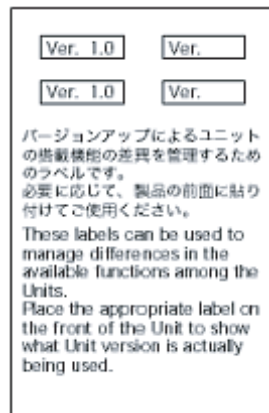 Ver. 1.0 Ver.
Ver. 1.0 Ver.
バージョンアップによるユニット
の搭載機能の差異を管理するため
のラベルです。
必要に応じて、製品の前面に貼り
付けてご使用ください。
These labels can be used to
manage differences in the
available functions among the
Units.
Place the appropriate label on
the front of the Unit to show
what Unit version is actually
being used.